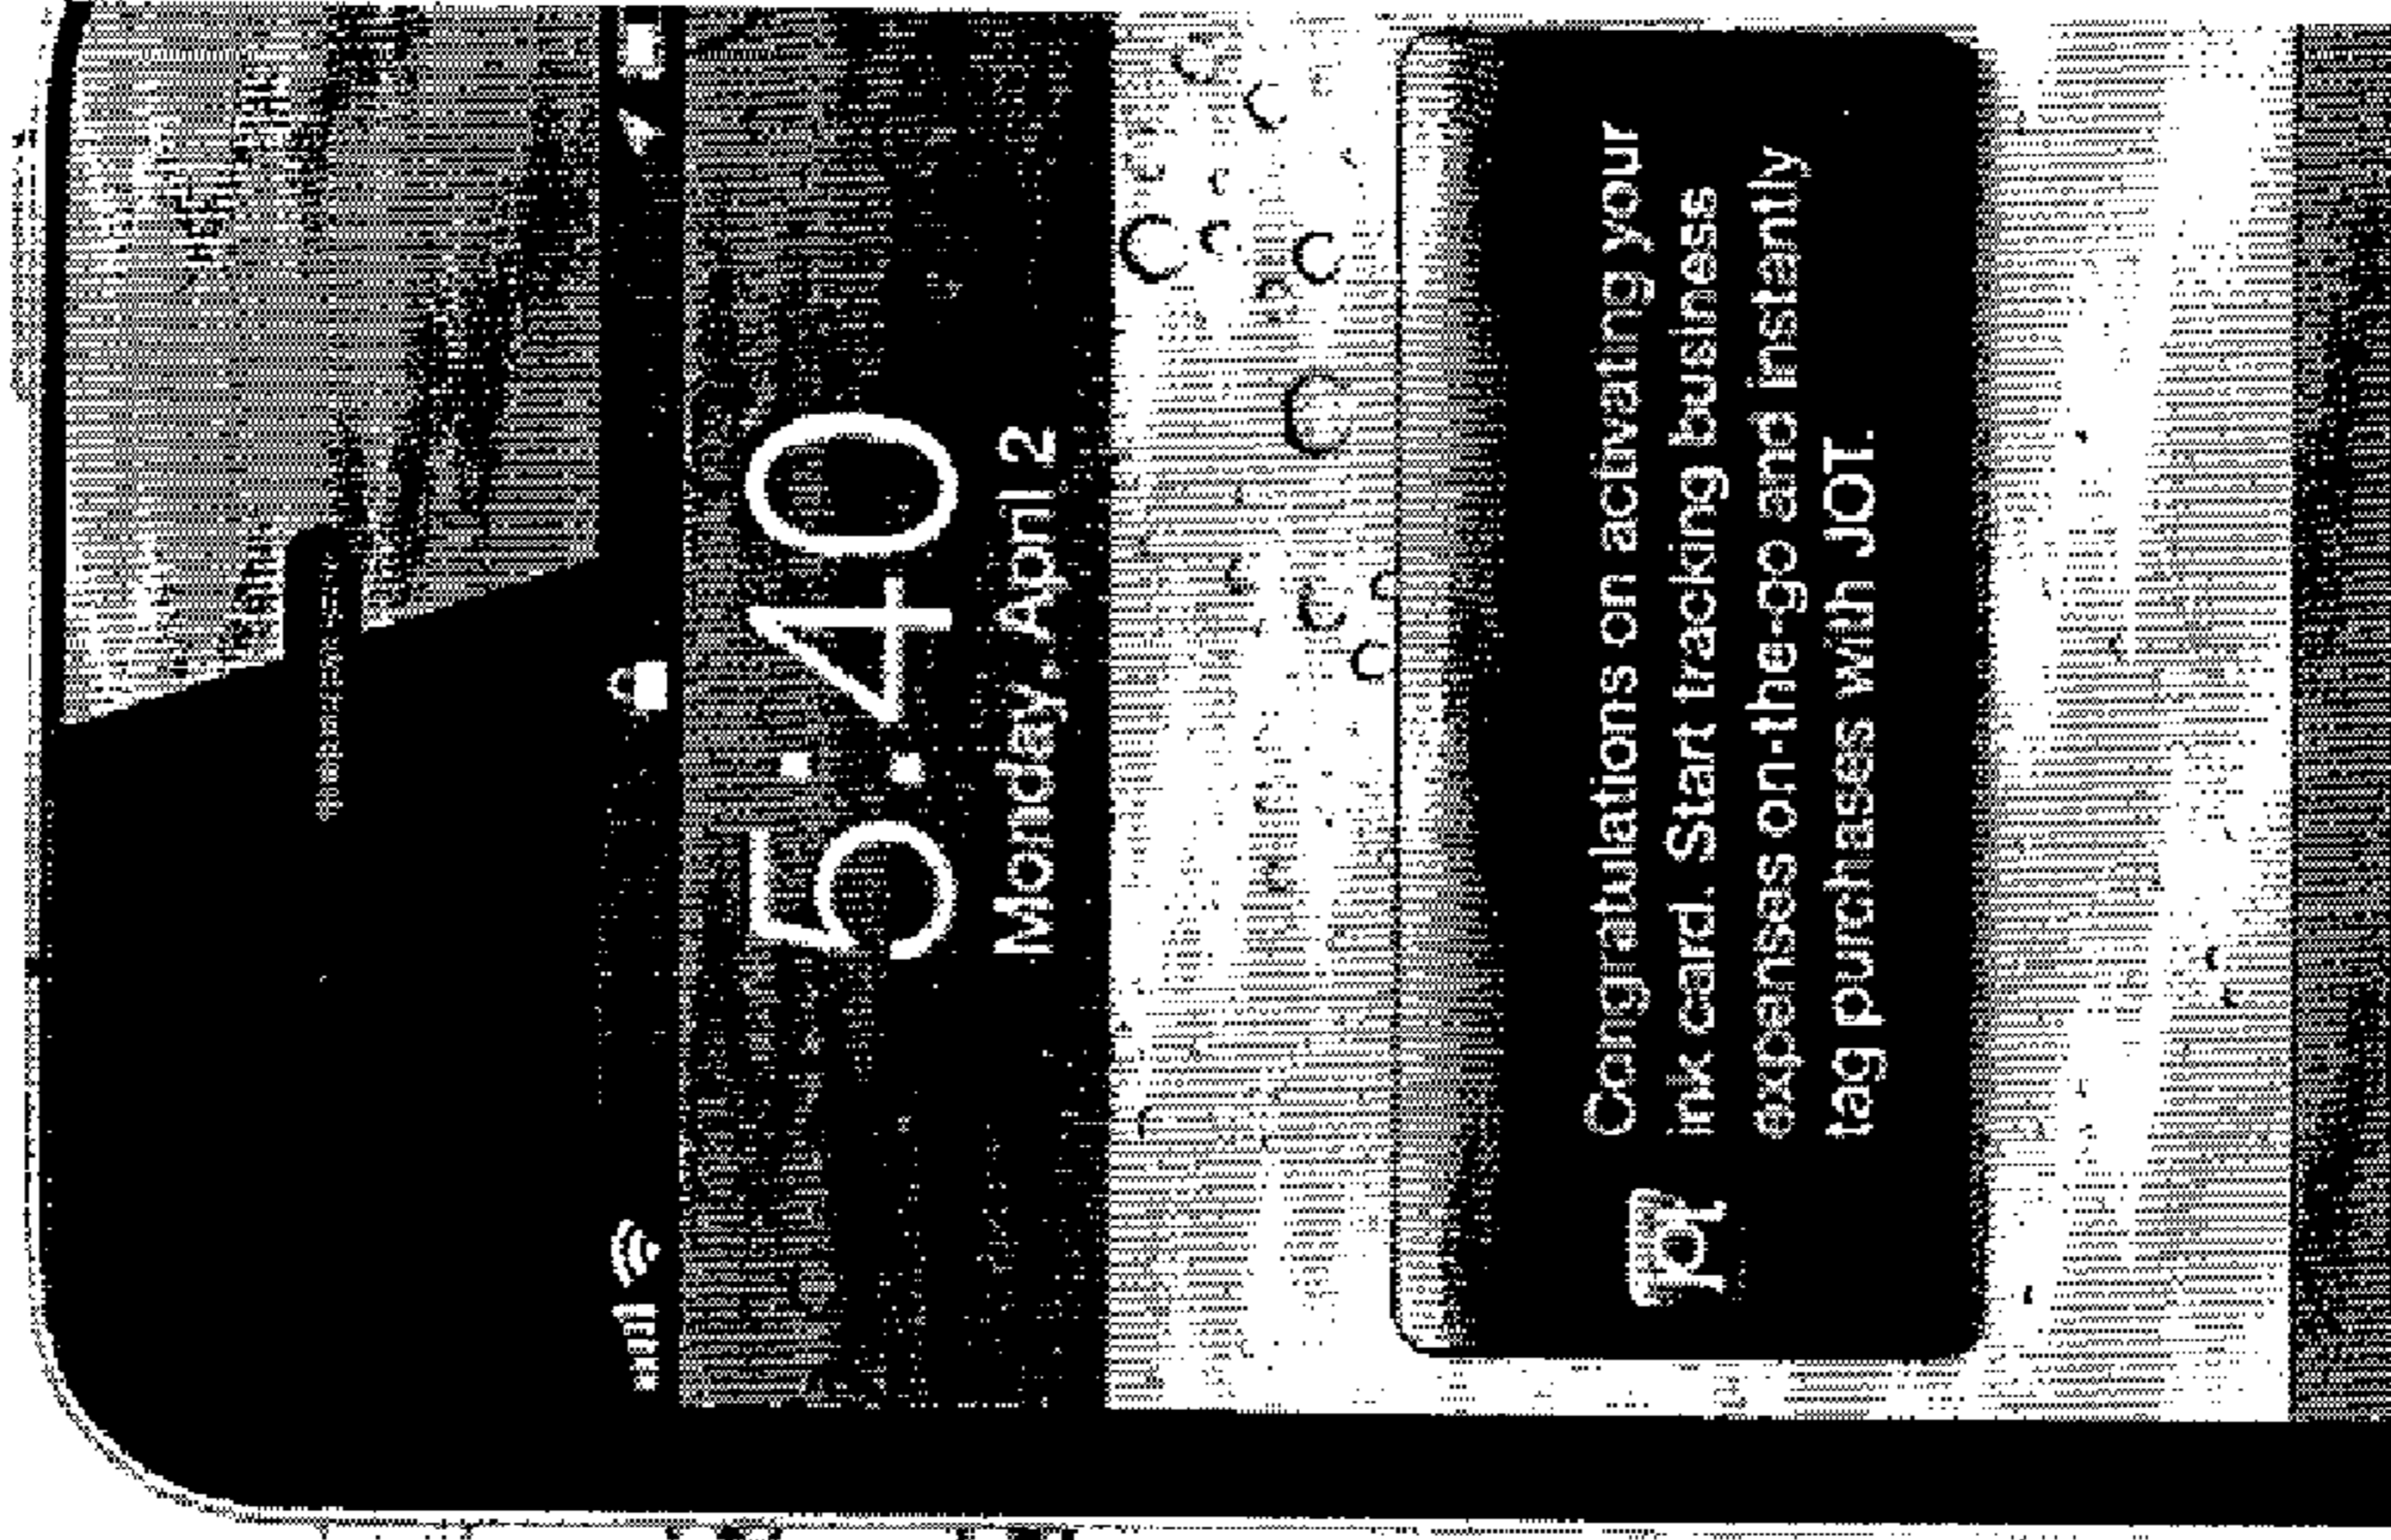 5:40
Monday, April 2
Congratulations on activating your
ink card. Start tracking business
expenses on-the-go and instantly
tag purchases with JOT.
jot